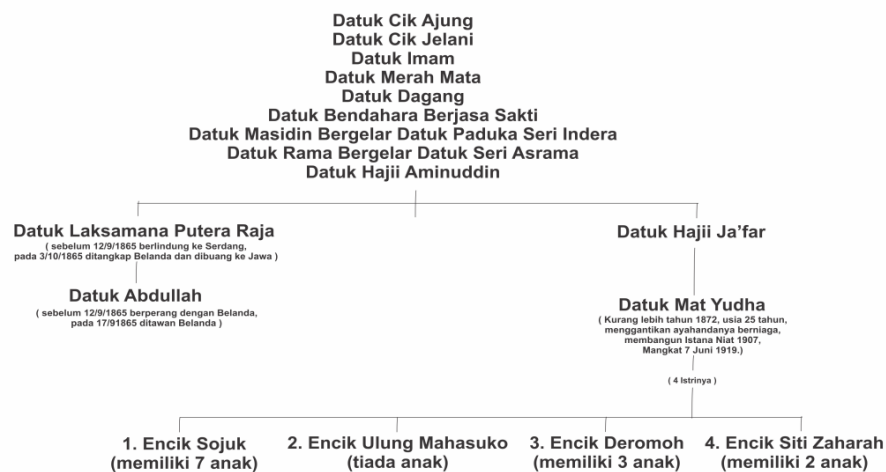 Datuk Cik Ajung
Datuk Cik Jelani
Datuk Imam
Datuk Merah Mata
Datuk Dagang
Datuk Bendahara Berjasa Sakti
Datuk Masidin Bergelar Datuk Paduka Seri Indera
Datuk Rama Bergelar Datuk Seri Asrama
Datuk Hajii Aminuddin
Datuk Laksamana Putera Raja
( sebelum 12/9/1865 berlindung ke Serdang,
pada 3/10/1865 ditangkap Belanda dan dibuang ke Jawa )
Datuk Abdullah
( sebelum 12/9/1865 berperang dengan Belanda,
pada 17/91865 ditawan Belanda )
Datuk Hajii Ja'far
Datuk Mat Yudha
( Kurang lebih tahun 1872, usia 25 tahun,
menggantikan ayahandanya berniaga,
membangun Istana Niat 1907,
Mangkat 7 Juni 1919.)
( 4 Istrinya )
1. Encik Sojuk
(memiliki 7 anak)
2. Encik Ulung Mahasuko
(tiada anak)
3. Encik Deromoh
(memiliki 3 anak)
4. Encik Siti Zaharah
(memiliki 2 anak)